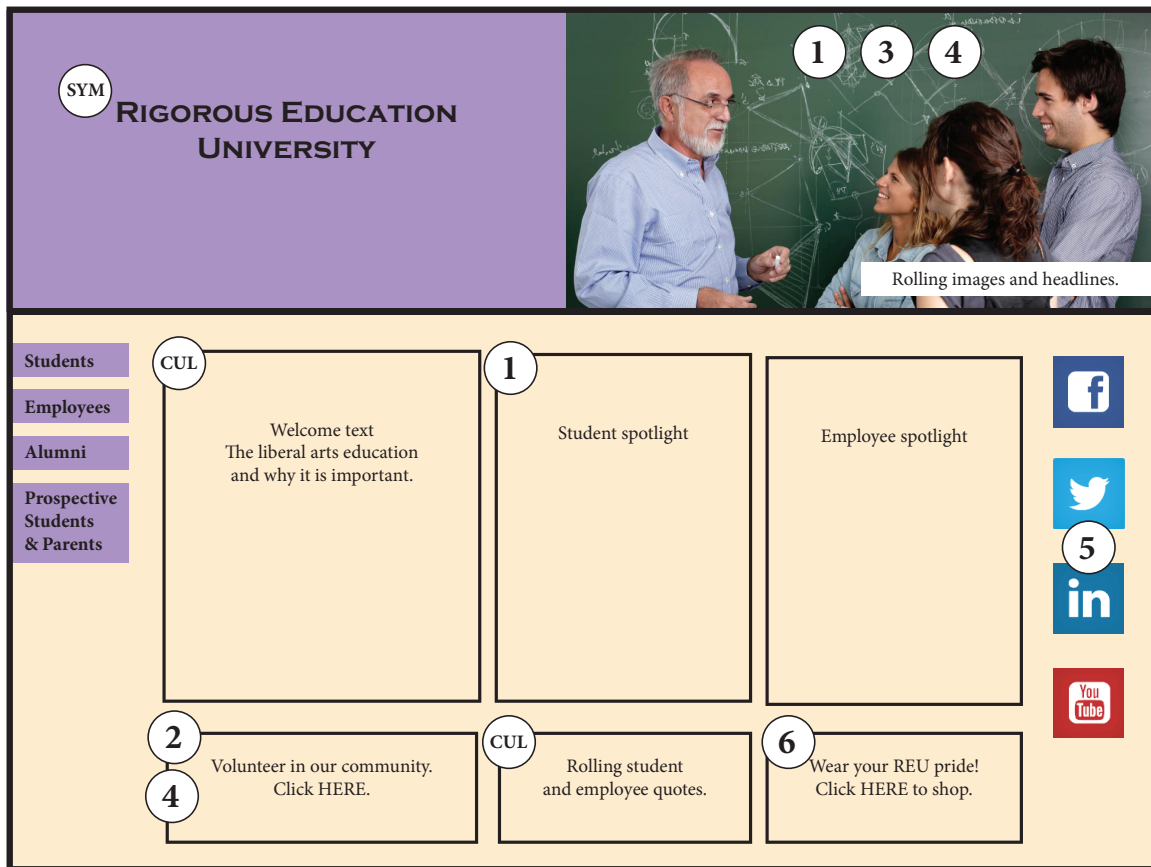 SYM
RIGOROUS EDUCATION
UNIVERSITY
1 3 4
Rolling images and headlines.
Students
Employees
Alumni
Prospective
Students
& Parents
CUL
Welcome text
The liberal arts education
and why it is important.
1
Student spotlight
Employee spotlight
f
5
in
You
Tube
2
4
Volunteer in our community.
Click HERE.
CUL
Rolling student
and employee quotes.
6
Wear your REU pride!
Click HERE to shop.